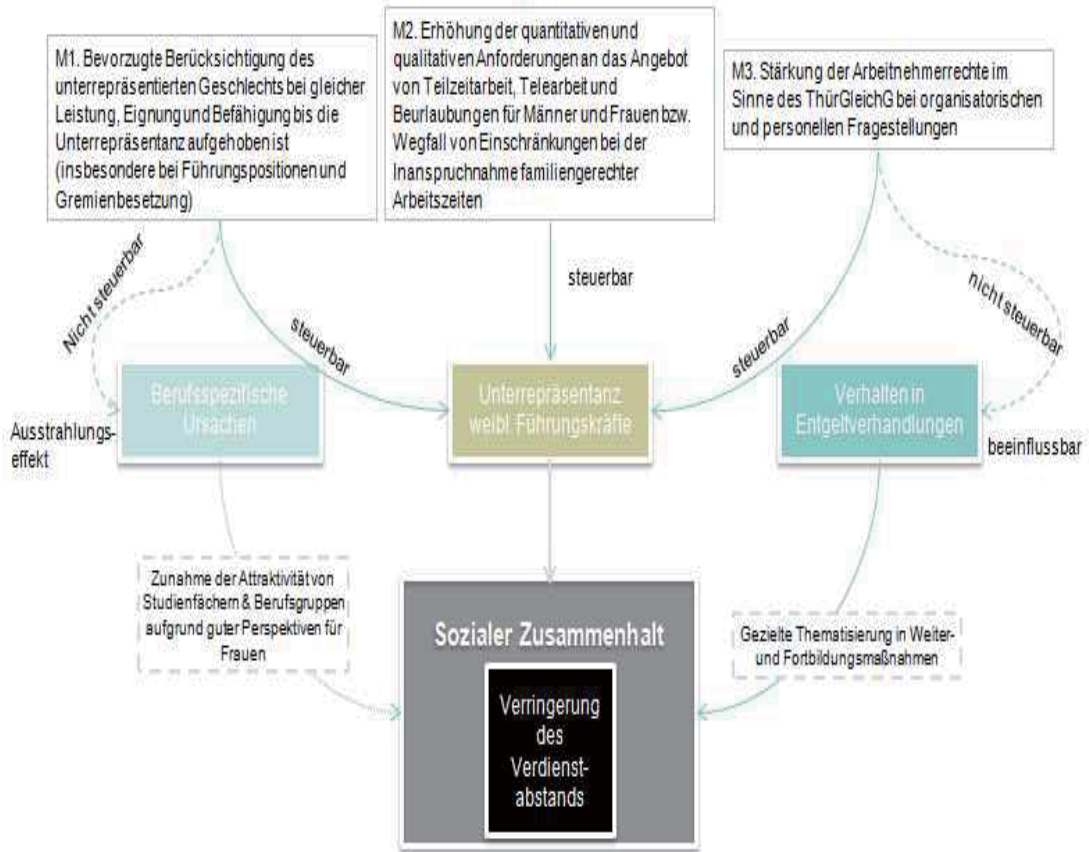 M1. Bevorzugte Berücksichtigung des
unterrepräsentierten Geschlechts bei gleicher
Leistung, Eignung und Befähigung bis die
Unterrepräsentanz aufgehoben ist
(insbesondere bei Führungspositionen und
Gremienbesetzung)
M2. Erhöhung der quantitativen und
qualitativen Anforderungen an das Angebot
von Teilzeitarbeit, Telearbeit und
Beurlaubungen für Männer und Frauen bzw.
Wegfall von Einschränkungen bei der
Inanspruchnahme familiengerechter
Arbeitszeiten
M3. Stärkung der Arbeitnehmerrechte im
Sinne des ThürGleichG bei organisatorischen
und personellen Fragestellungen
Nicht steuerbar
steuerbar
steuerbar
steuerbar
nicht steuerbar
Ausstrahlungs-
effekt
Berufsspezifische
Ursachen
Unterrepräsentanz
weibl Führungskräfte
Verhalten in
Entgeltverhandlungen
beeinflussbar
Zunahme der Attraktivität von
Studienfächern & Berufsgruppen
aufgrund guter Perspektiven für
Frauen
Sozialer Zusammenhalt
Verringerung
des
Verdienst-
abstands
Gezielte Thematisierung in Weiter-
und Fortbildungsmaßnahmen